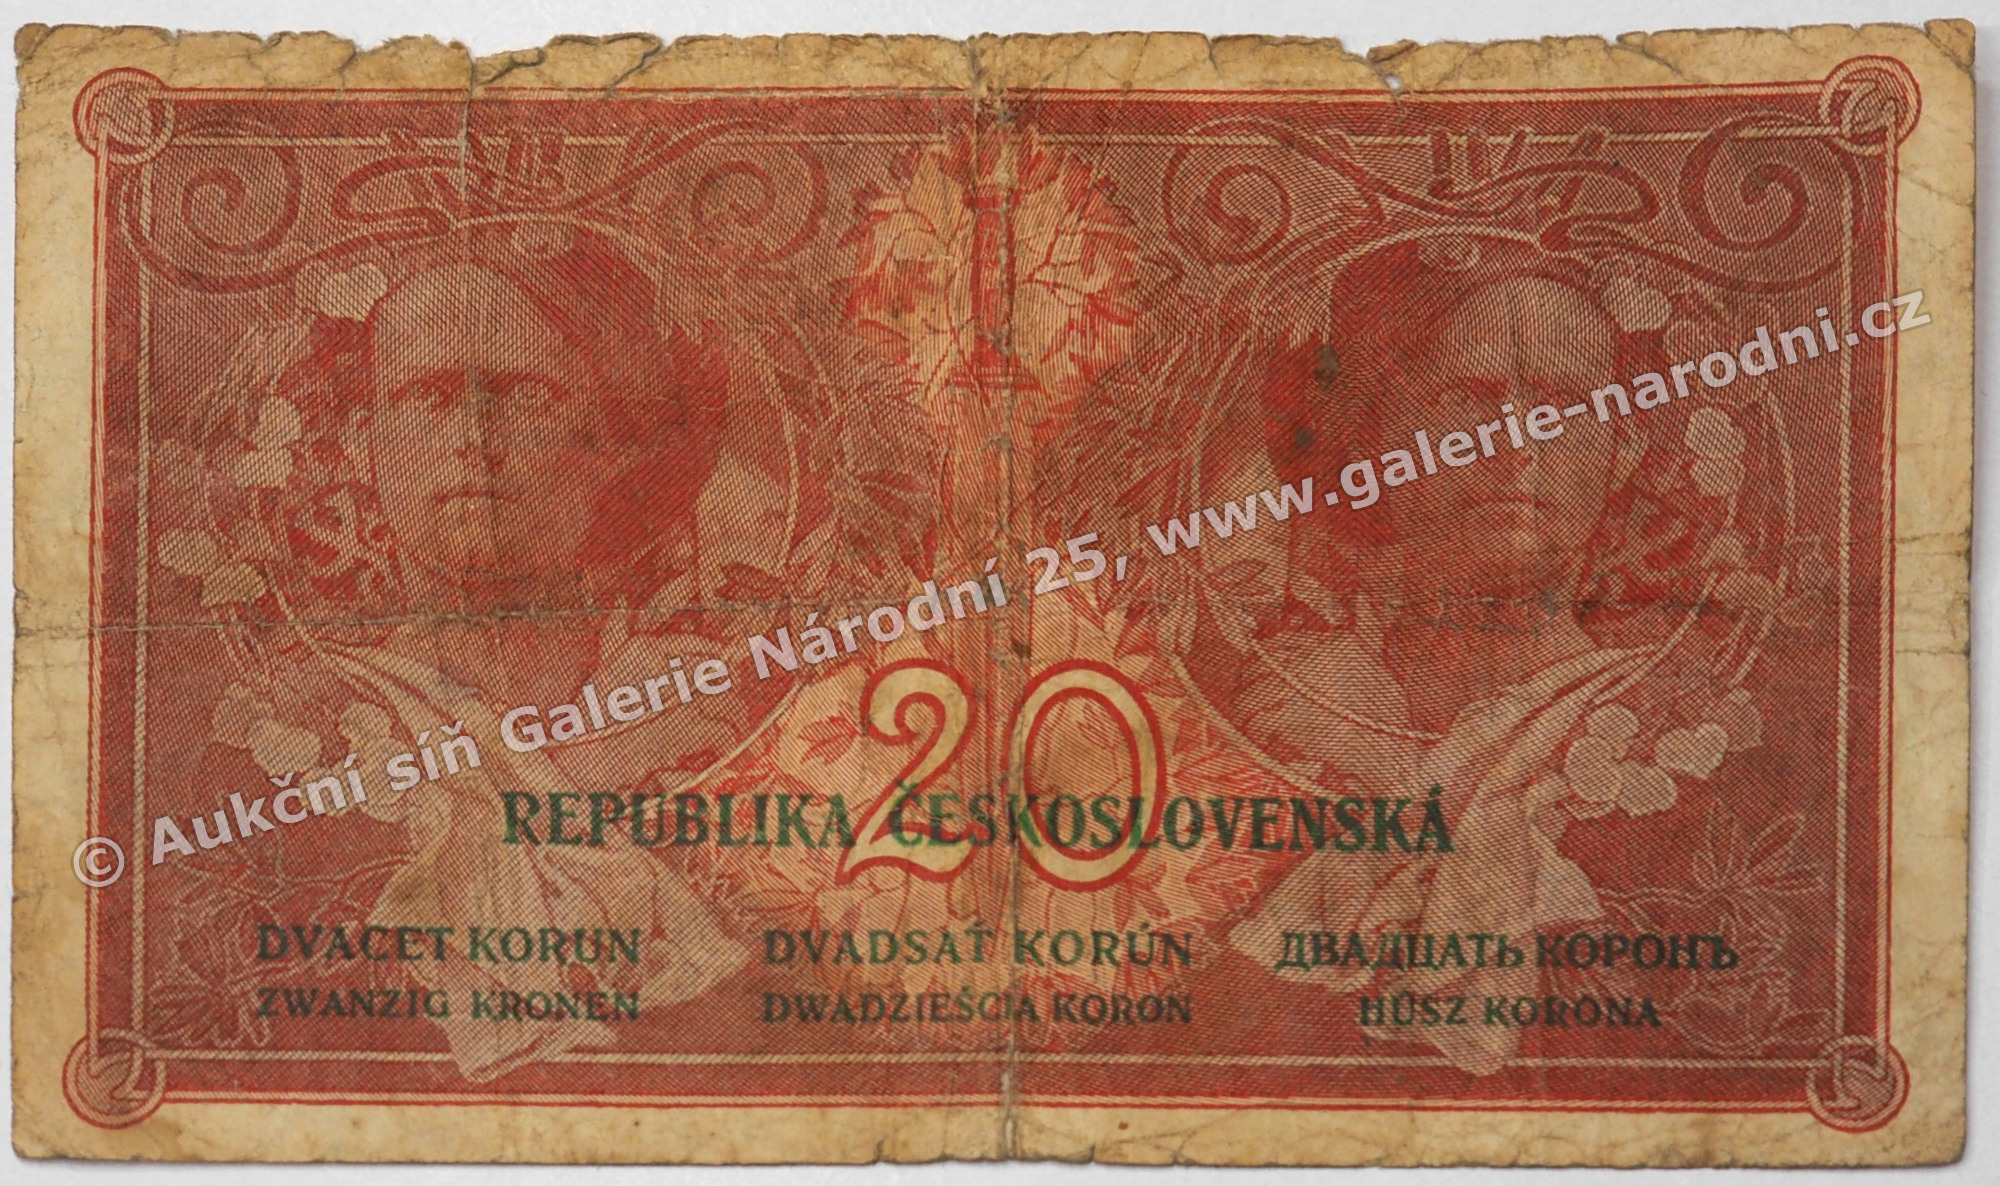 20
REPUBLIKA ČESKOSLOVENSKÁ
DVACET KORUN
DVADSAŤ KORÚN
ДВАДЦАТЬ КОРОНЪ
ZWANZIG KRONEN
DWADZIEŚCIA KORON
HÚSZ KORONA
© Aukční síň Galerie Národní 25, www.galerie-narodni.cz